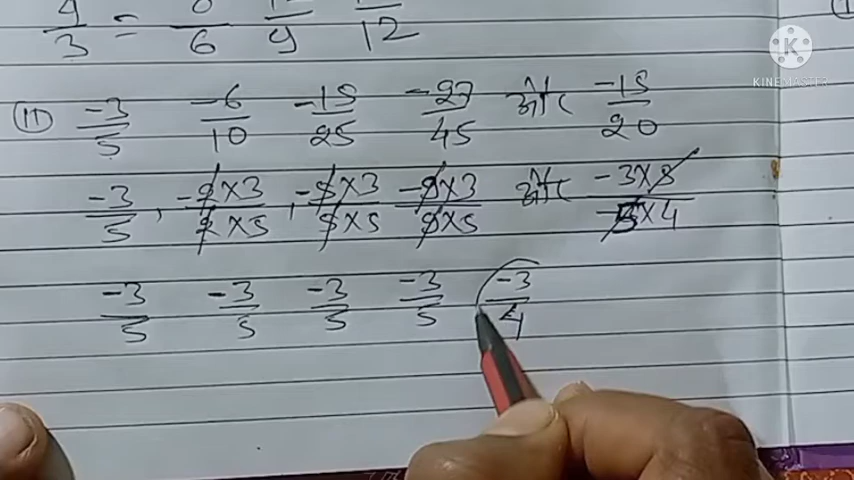 K
KINEMASTER
4/3 = 8/6 12/9 /12
(11) -3/5 -6/10 -15/25 -27/45 और -15/20
-3/5, -2×3/2×5, -5×3/5×5 -9×3/9×5 और -3×5/5×4
-3/5 -3/5 -3/5 -3/5 -3/4